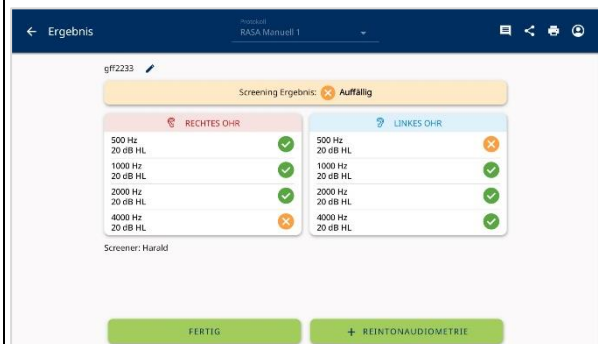 Ergebnis
Protokoll
RASA Manuell 1
gff2233
Screening Ergebnis: Auffällig
RECHTES OHR
500 Hz
20 dB HL
1000 Hz
20 dB HL
2000 Hz
20 dB HL
4000 Hz
20 dB HL
LINKES OHR
500 Hz
20 dB HL
1000 Hz
20 dB HL
2000 Hz
20 dB HL
4000 Hz
20 dB HL
Screener: Harald
FERTIG
+ REINTONAUDIOMETRIE